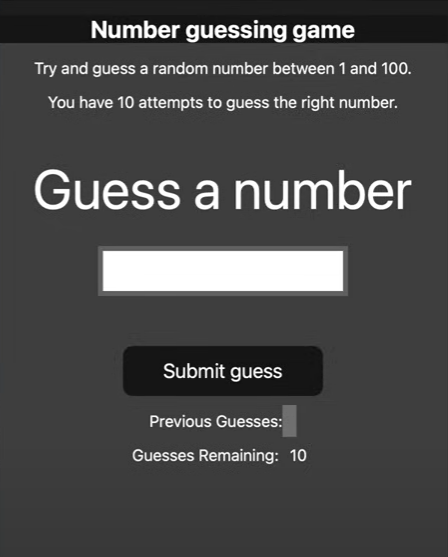 Number guessing game
Try and guess a random number between 1 and 100.
You have 10 attempts to guess the right number.
Guess a number
Submit guess
Previous Guesses:
Guesses Remaining: 10